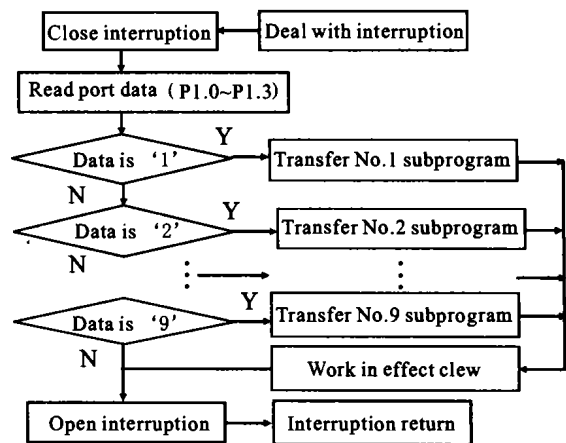 Close interruption
Deal with interruption
Read port data (P1.0~P1.3)
Data is '1'
Y
Transfer No.1 subprogram
N
Data is '2'
Y
Transfer No.2 subprogram
N
⋮
⋮
Data is '9'
Y
Transfer No.9 subprogram
N
Work in effect clew
Open interruption
Interruption return